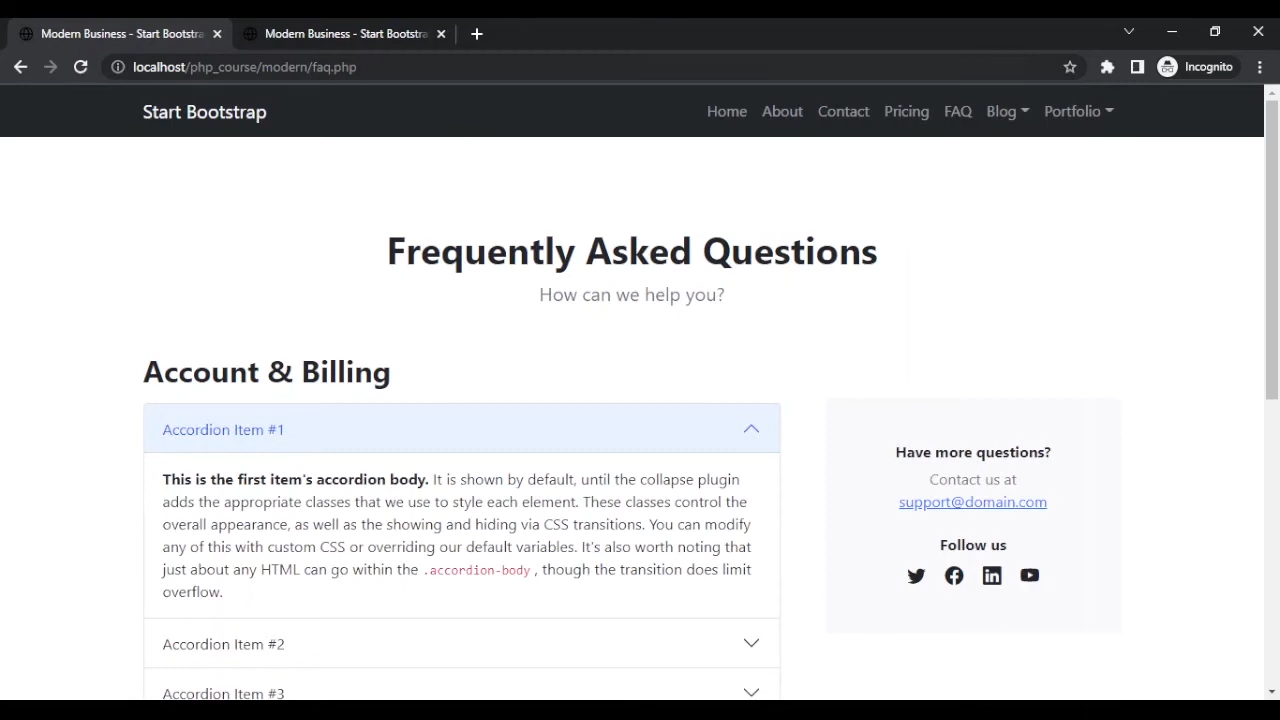 Modern Business - Start Bootstra
Modern Business - Start Bootstra
localhost/php_course/modern/faq.php
Incognito
Start Bootstrap
Home About Contact Pricing FAQ Blog Portfolio
Frequently Asked Questions
How can we help you?
Account & Billing
Accordion Item #1
This is the first item's accordion body. It is shown by default, until the collapse plugin
adds the appropriate classes that we use to style each element. These classes control the
overall appearance, as well as the showing and hiding via CSS transitions. You can modify
any of this with custom CSS or overriding our default variables. It's also worth noting that
just about any HTML can go within the .accordion-body, though the transition does limit
overflow.
Accordion Item #2
Accordion Item #3
Have more questions?
Contact us at
support@domain.com
Follow us